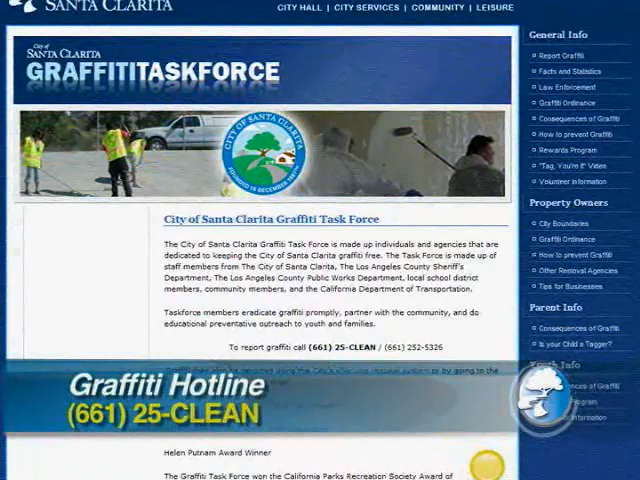 SANTA CLARITA
CITY HALL | CITY SERVICES | COMMUNITY | LEISURE
City of
SANTA CLARITA
GRAFFITITASKFORCE
CITY OF SANTA CLARITA
City of Santa Clarita Graffiti Task Force
The City of Santa Clarita Graffiti Task Force is made up individuals and agencies that are
dedicated to keeping the City of Santa Clarita graffiti free. The Task Force is made up of
staff members from The City of Santa Clarita, The Los Angeles County Sheriff's
Department, The Los Angeles County Public Works Department, local school district
members, community members, and the California Department of Transportation.
Taskforce members eradicate graffiti promptly, partner with the community, and do
educational preventative outreach to youth and families.
To report graffiti call (661) 25-CLEAN / (661) 252-5326
Graffiti Hotline
(661) 25-CLEAN
Helen Putnam Award Winner
The Graffiti Task Force won the California Parks Recreation Society Award of
General Info
Report Graffiti
Facts and Statistics
Law Enforcement
Graffiti Ordinance
Consequences of Graffiti
How to prevent Graffiti
Rewards Program
"Tag, You're It" Video
Volunteer Information
Property Owners
City Boundaries
Graffiti Ordinance
How to prevent Graffiti
Other Removal Agencies
Tips for Businesses
Parent Info
Consequences of Graffiti
Is your Child a Tagger?
Youth Info
of Graffiti
Program
Information